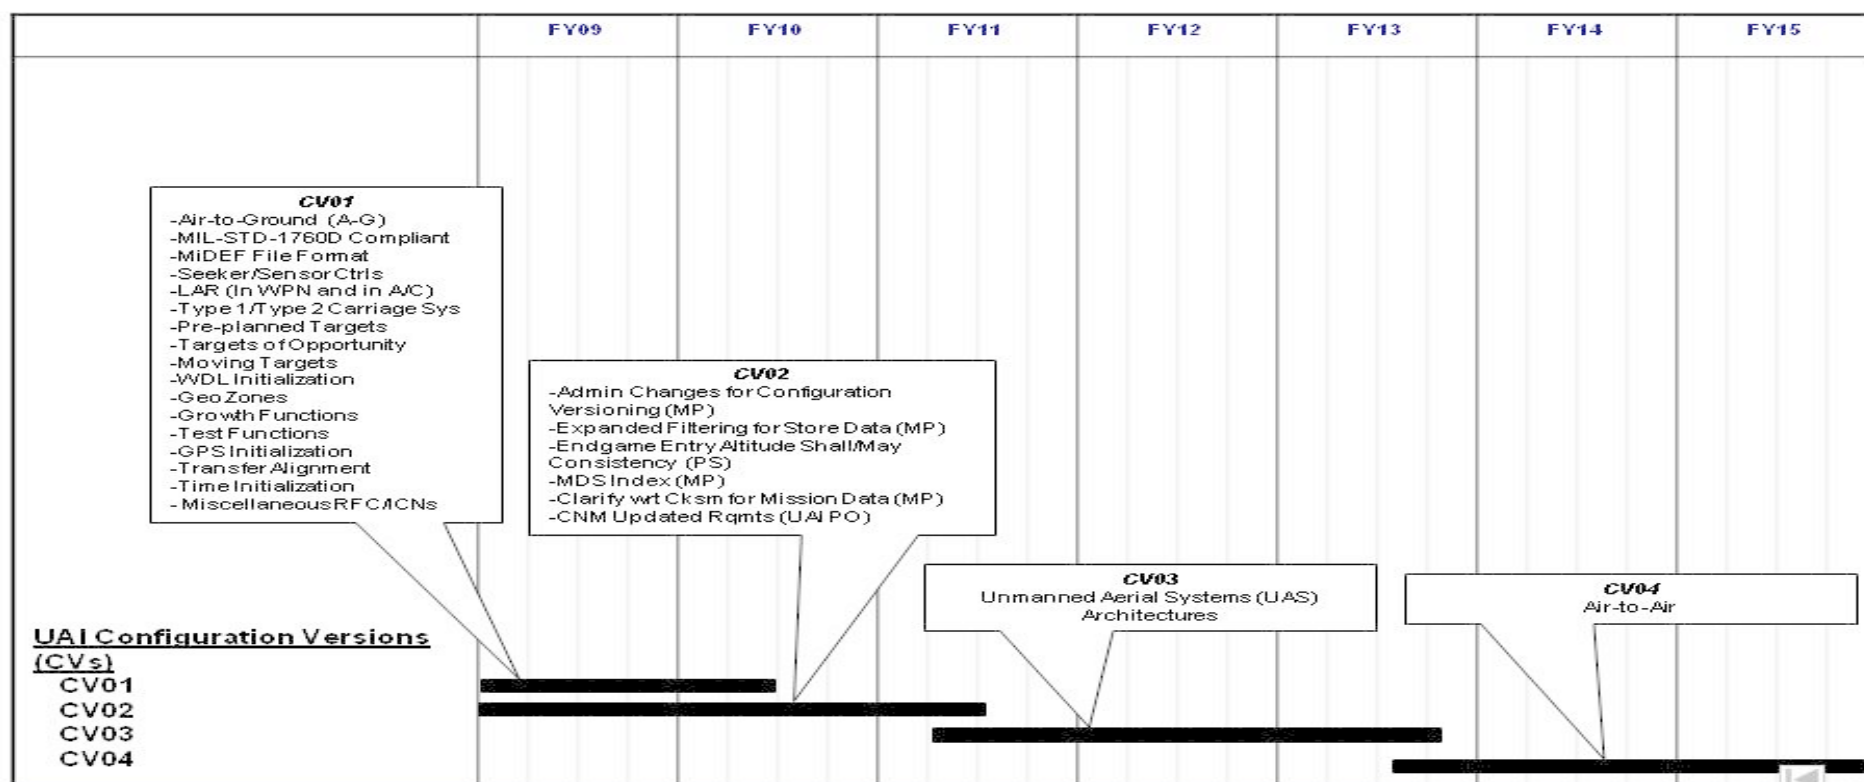 FY09 FY10 FY11 FY12 FY13 FY14 FY15
CV01
-Air-to-Ground (A-G)
-MIL-STD-1760D Compliant
-MiDEF File Format
-Seeker/Sensor Ctrls
-LAR (In WPN and in A/C)
-Type 1/Type 2 Carriage Sys
-Pre-planned Targets
-Targets of Opportunity
-Moving Targets
-WDL Initialization
-Geo Zones
-Growth Functions
-Test Functions
-GPS Initialization
-Transfer Alignment
-Time Initialization
-Miscellaneous RFC/ICNs
CV02
-Admin Changes for Configuration
Versioning (MP)
-Expanded Filtering for Store Data (MP)
-Endgame Entry Altitude Shall/May
Consistency (PS)
-MDS Index (MP)
-Clarify wrt Cksm for Mission Data (MP)
-CNM Updated Rqmts (UAI PO)
CV03
Unmanned Aerial Systems (UAS)
Architectures
CV04
Air-to-Air
UAI Configuration Versions
(CVs)
CV01
CV02
CV03
CV04